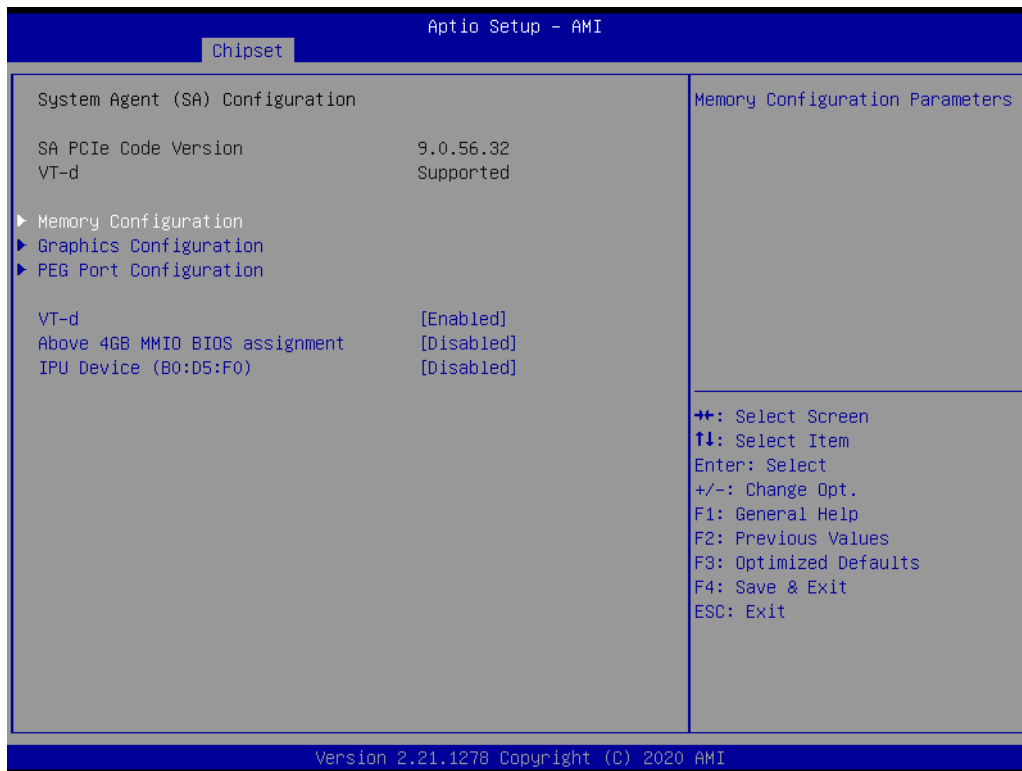 Aptio Setup - AMI
Chipset
System Agent (SA) Configuration
SA PCIe Code Version 9.0.56.32
VT-d Supported
Memory Configuration
Graphics Configuration
PEG Port Configuration
VT-d [Enabled]
Above 4GB MMIO BIOS assignment [Disabled]
IPU Device (B0:D5:F0) [Disabled]
Memory Configuration Parameters
→←: Select Screen
↑↓: Select Item
Enter: Select
+/-: Change Opt.
F1: General Help
F2: Previous Values
F3: Optimized Defaults
F4: Save & Exit
ESC: Exit
Version 2.21.1278 Copyright (C) 2020 AMI